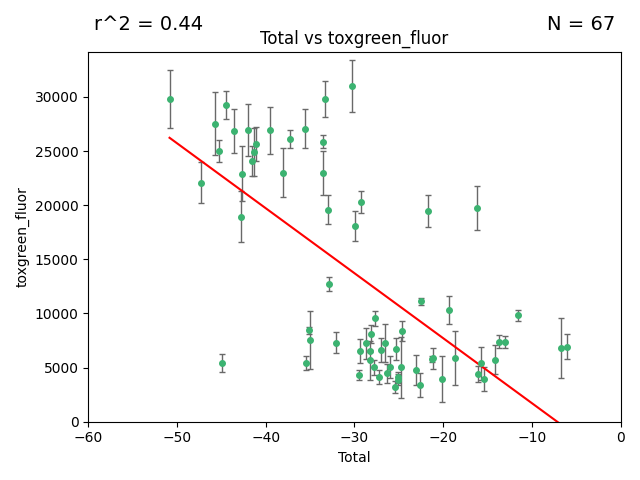 r^2 = 0.44
N = 67
Total vs toxgreen_fluor
30000
25000
20000
15000
10000
5000
0
toxgreen_fluor
−60
−50
−40
−30
−20
−10
0
Total